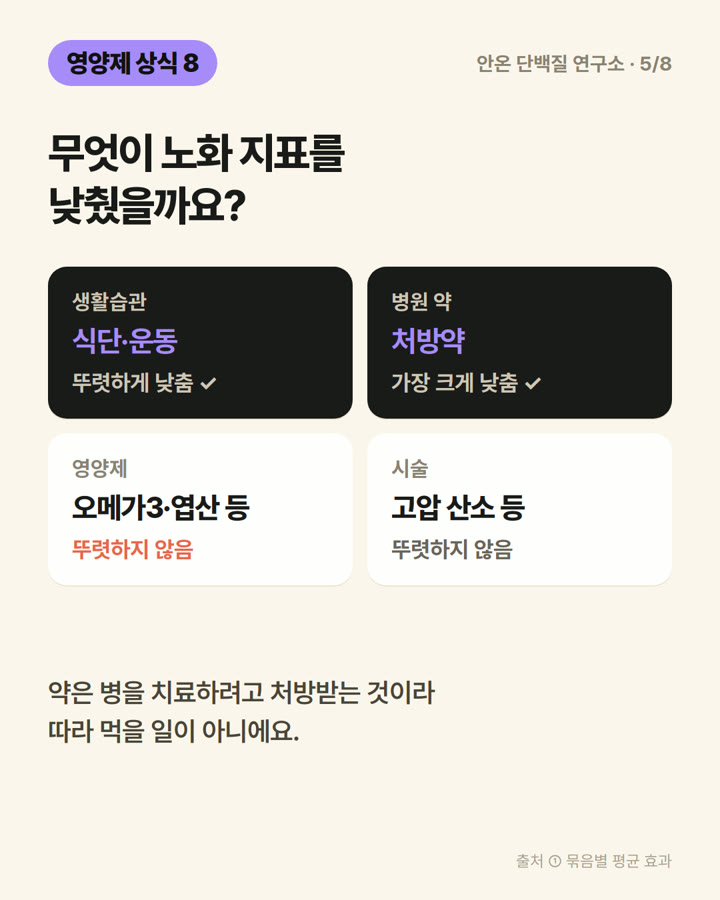 영양제 상식 8
안온 단백질 연구소 · 5/8
무엇이 노화 지표를
낮췄을까요?
생활습관
식단·운동
뚜렷하게 낮춤 ✓
병원 약
처방약
가장 크게 낮춤 ✓
영양제
오메가3·엽산 등
뚜렷하지 않음
시술
고압 산소 등
뚜렷하지 않음
약은 병을 치료하려고 처방받는 것이라
따라 먹을 일이 아니에요.
출처 ① 묶음별 평균 효과